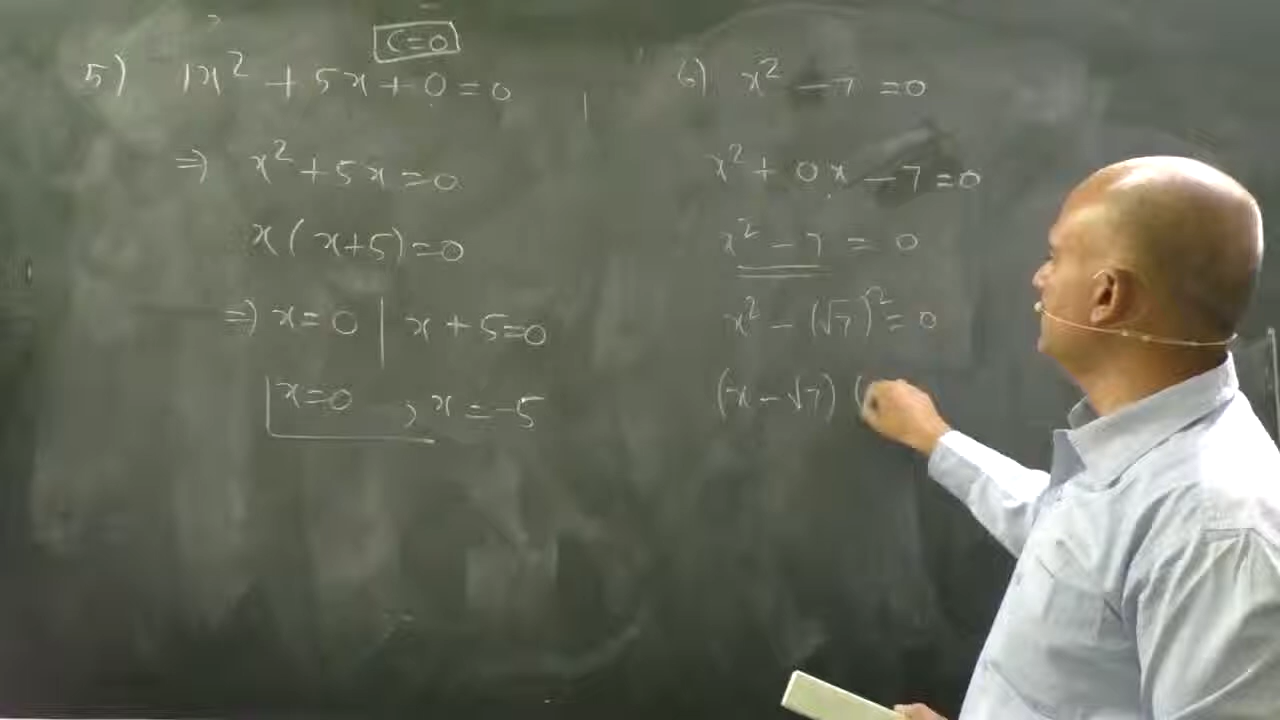 C=0
5) 1x² + 5x + 0 = 0
⇒ x² + 5x = 0
x(x+5) = 0
⇒ x = 0 | x + 5 = 0
x = 0 , x = -5
6) x² - 7 = 0
x² + 0x - 7 = 0
x² - 7 = 0
x² - (√7)² = 0
(x - √7) (